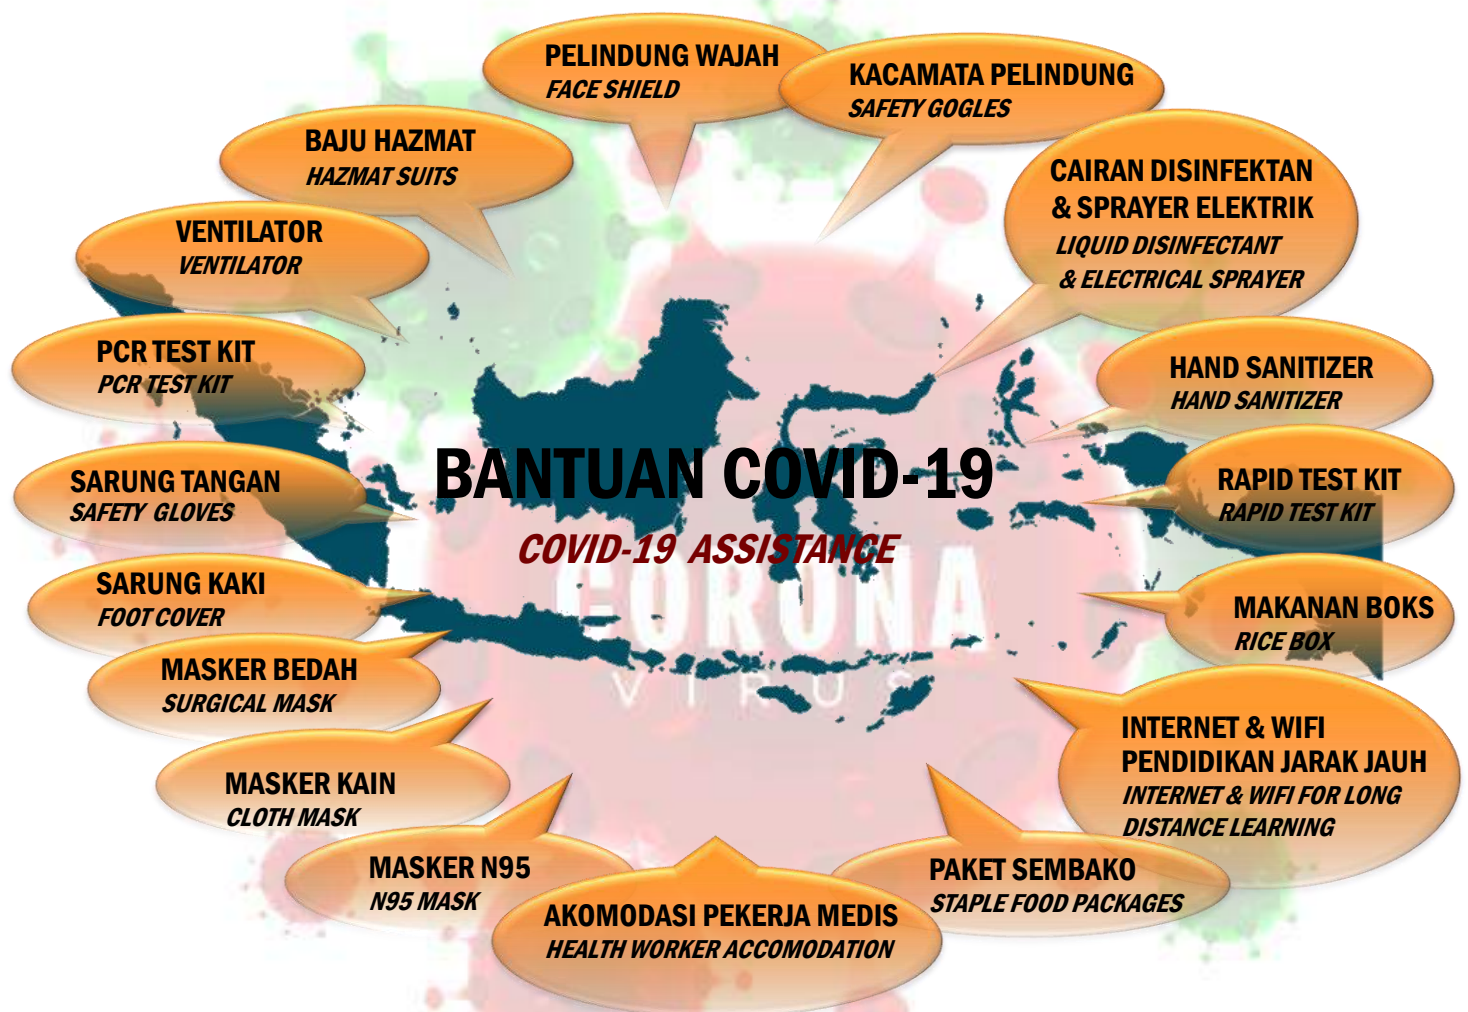 PELINDUNG WAJAH
FACE SHIELD
KACAMATA PELINDUNG
SAFETY GOGLES
BAJU HAZMAT
HAZMAT SUITS
CAIRAN DISINFEKTAN
& SPRAYER ELEKTRIK
LIQUID DISINFECTANT
& ELECTRICAL SPRAYER
VENTILATOR
VENTILATOR
PCR TEST KIT
PCR TEST KIT
HAND SANITIZER
HAND SANITIZER
SARUNG TANGAN
SAFETY GLOVES
BANTUAN COVID-19
COVID-19 ASSISTANCE
CORONA
VIRUS
RAPID TEST KIT
RAPID TEST KIT
SARUNG KAKI
FOOT COVER
MAKANAN BOKS
RICE BOX
MASKER BEDAH
SURGICAL MASK
INTERNET & WIFI
PENDIDIKAN JARAK JAUH
INTERNET & WIFI FOR LONG
DISTANCE LEARNING
MASKER KAIN
CLOTH MASK
MASKER N95
N95 MASK
PAKET SEMBAKO
STAPLE FOOD PACKAGES
AKOMODASI PEKERJA MEDIS
HEALTH WORKER ACCOMODATION